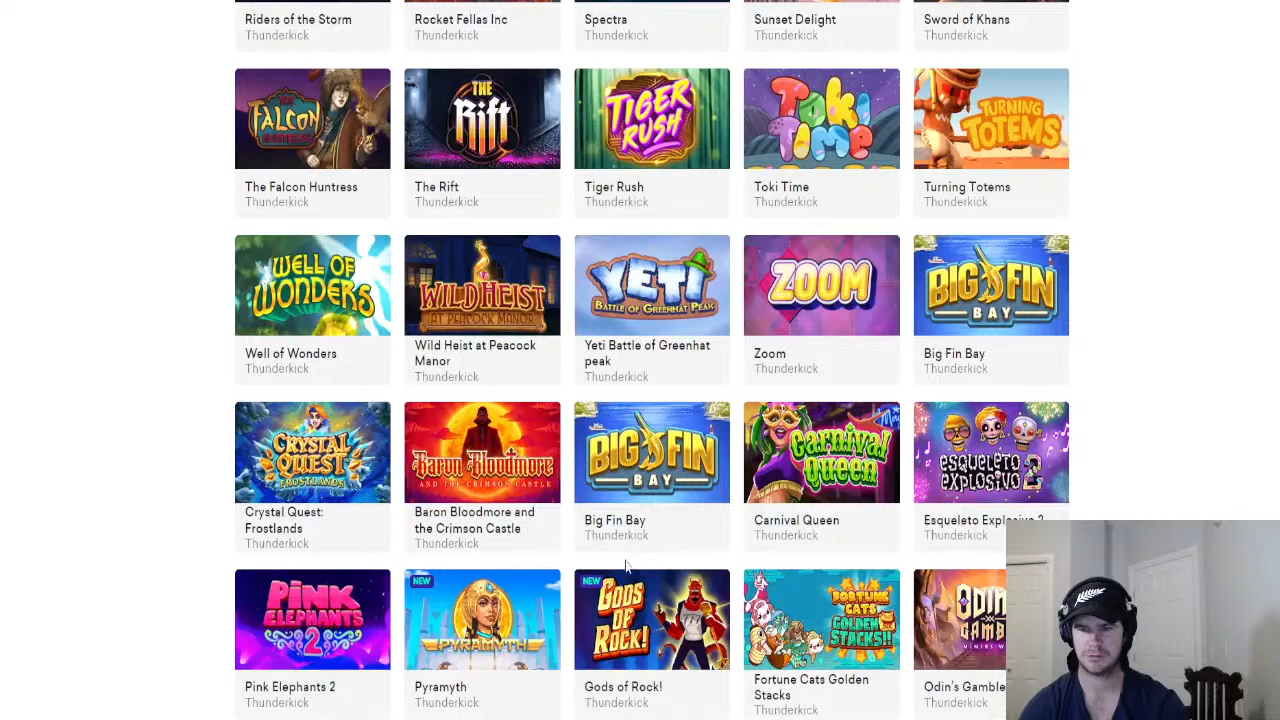 Riders of the Storm
Thunderkick
Rocket Fellas Inc
Thunderkick
Spectra
Thunderkick
Sunset Delight
Thunderkick
Sword of Khans
Thunderkick
THE
FALCON
HUNTRESS
The Falcon Huntress
Thunderkick
THE
Rift
The Rift
Thunderkick
TIGER
RUSH
Tiger Rush
Thunderkick
Toki
TIME
Toki Time
Thunderkick
TURNING
TOTEMS
Turning Totems
Thunderkick
WELL OF
WONDERS
Well of Wonders
Thunderkick
WILD HEIST
AT PEACOCK MANOR
Wild Heist at Peacock
Manor
Thunderkick
YETI
BATTLE OF GREENHAT PEAK
Yeti Battle of Greenhat
peak
Thunderkick
ZOOM
Zoom
Thunderkick
BIG FIN
BAY
Big Fin Bay
Thunderkick
CRYSTAL
QUEST
FROSTLANDS
Crystal Quest:
Frostlands
Thunderkick
Baron Bloodmore
AND THE CRIMSON CASTLE
Baron Bloodmore and
the Crimson Castle
Thunderkick
BIG FIN
BAY
Big Fin Bay
Thunderkick
Carnival
Queen
Carnival Queen
Thunderkick
ESQUELETO
EXPLOSIVO 2
Esqueleto Explosivo 2
Thunderkick
PINK
ELEPHANTS
2
Pink Elephants 2
Thunderkick
NEW
PYRAMYTH
Pyramyth
Thunderkick
NEW
GODS
OF
ROCK!
Gods of Rock!
Thunderkick
FORTUNE
CATS
GOLDEN
STACKS!!
Fortune Cats Golden
Stacks
Thunderkick
ODIN
GAMB
Odin's Gamble
Thunderkick